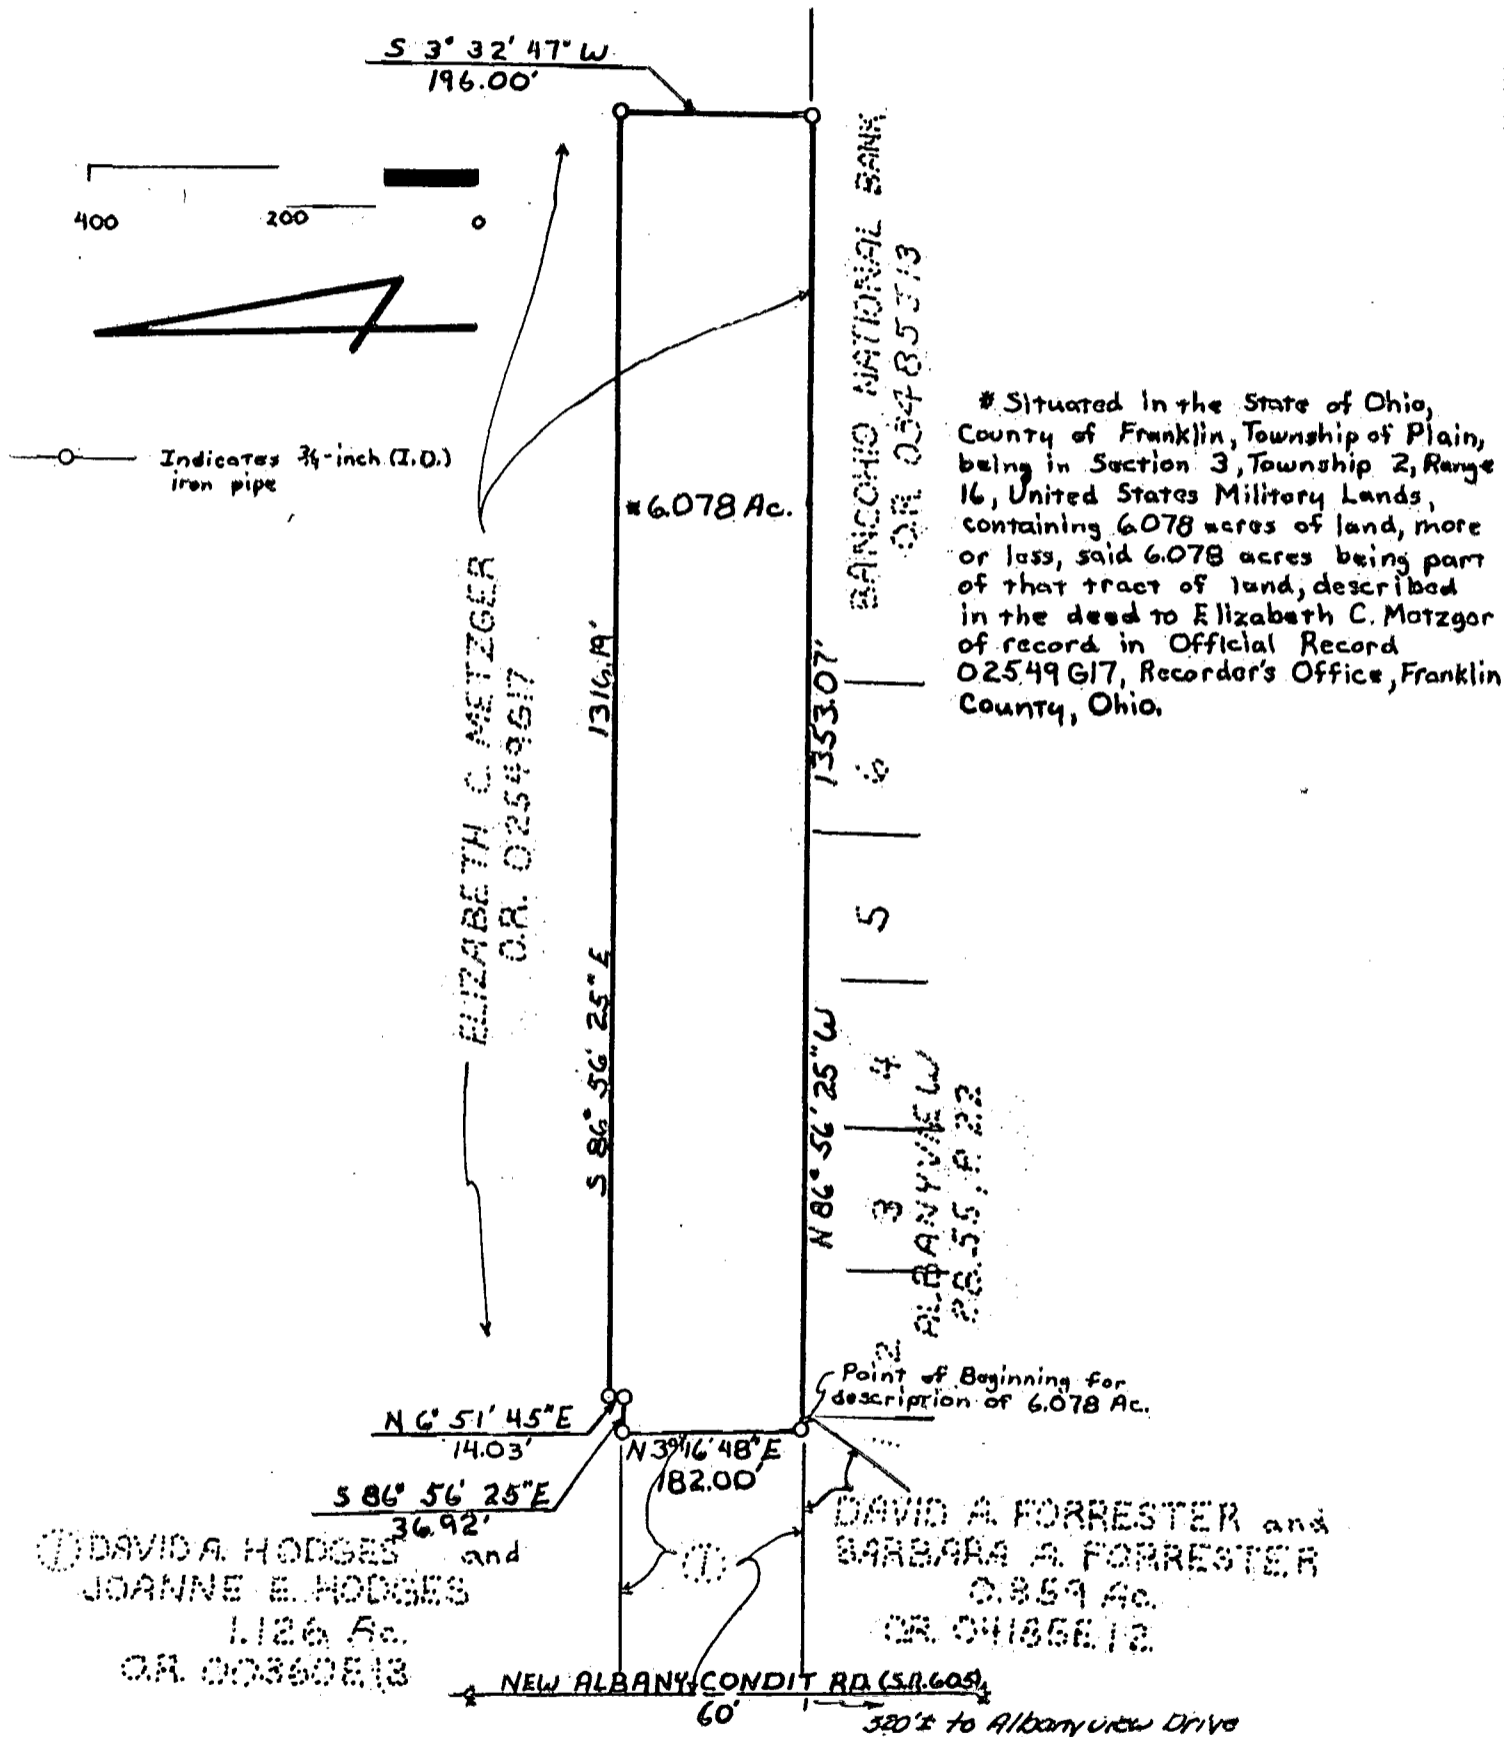 S 3° 32' 47" W
196.00'
400 200 0
Indicates 3/4-inch (I.D.)
iron pipe
*6.078 Ac.
BANCOHIO NATIONAL BANK
O.R. 03485J13
* Situated in the State of Ohio,
County of Franklin, Township of Plain,
being in Section 3, Township 2, Range
16, United States Military Lands,
containing 6.078 acres of land, more
or less, said 6.078 acres being part
of that tract of land, described
in the deed to Elizabeth C. Metzger
of record in Official Record
02549 G17, Recorder's Office, Franklin
County, Ohio.
ELIZABETH C. METZGER
O.R. 02549G17
1316.19'
S 86° 56' 25" E
1353.07'
N 86° 56' 25" W
6
5
4
3
2
ALBANYVIEW
P.B. 55, P. 22
Point of Beginning for
description of 6.078 Ac.
N 6° 51' 45" E
14.03'
N 3° 16' 48" E
182.00'
S 86° 56' 25" E
36.92'
① DAVID A. HODGES and
JOANNE E. HODGES
1.126 Ac.
O.R. 00360E13
①
DAVID A. FORRESTER and
BARBARA A. FORRESTER
0.859 Ac.
O.R. 04185E12
NEW ALBANY-CONDIT RD. (S.R. 605)
60'
520'± to Albanyview Drive